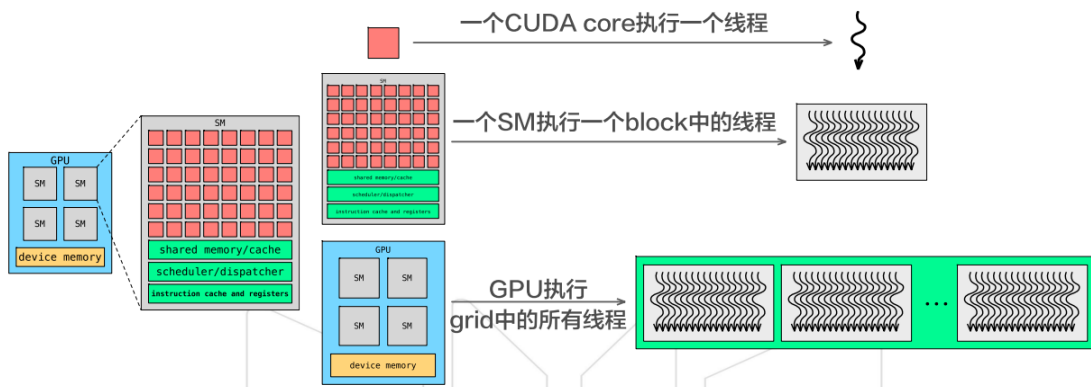 一个CUDA core执行一个线程
SM
shared memory/cache
scheduler/dispatcher
instruction cache and registers
一个SM执行一个block中的线程
GPU
SM SM
SM SM
device memory
SM
shared memory/cache
scheduler/dispatcher
instruction cache and registers
GPU
SM SM
SM SM
device memory
GPU执行
grid中的所有线程
...